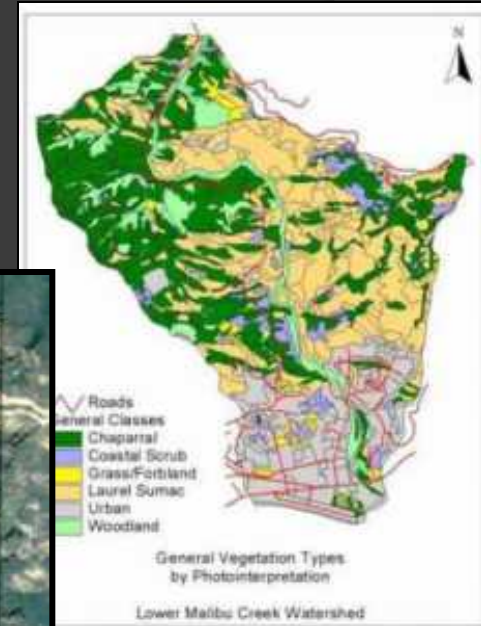 N
Roads
General Classes
Chaparral
Coastal Scrub
Grass/Forbland
Laurel Sumac
Urban
Woodland
General Vegetation Types
by Photointerpretation
Lower Malibu Creek Watershed